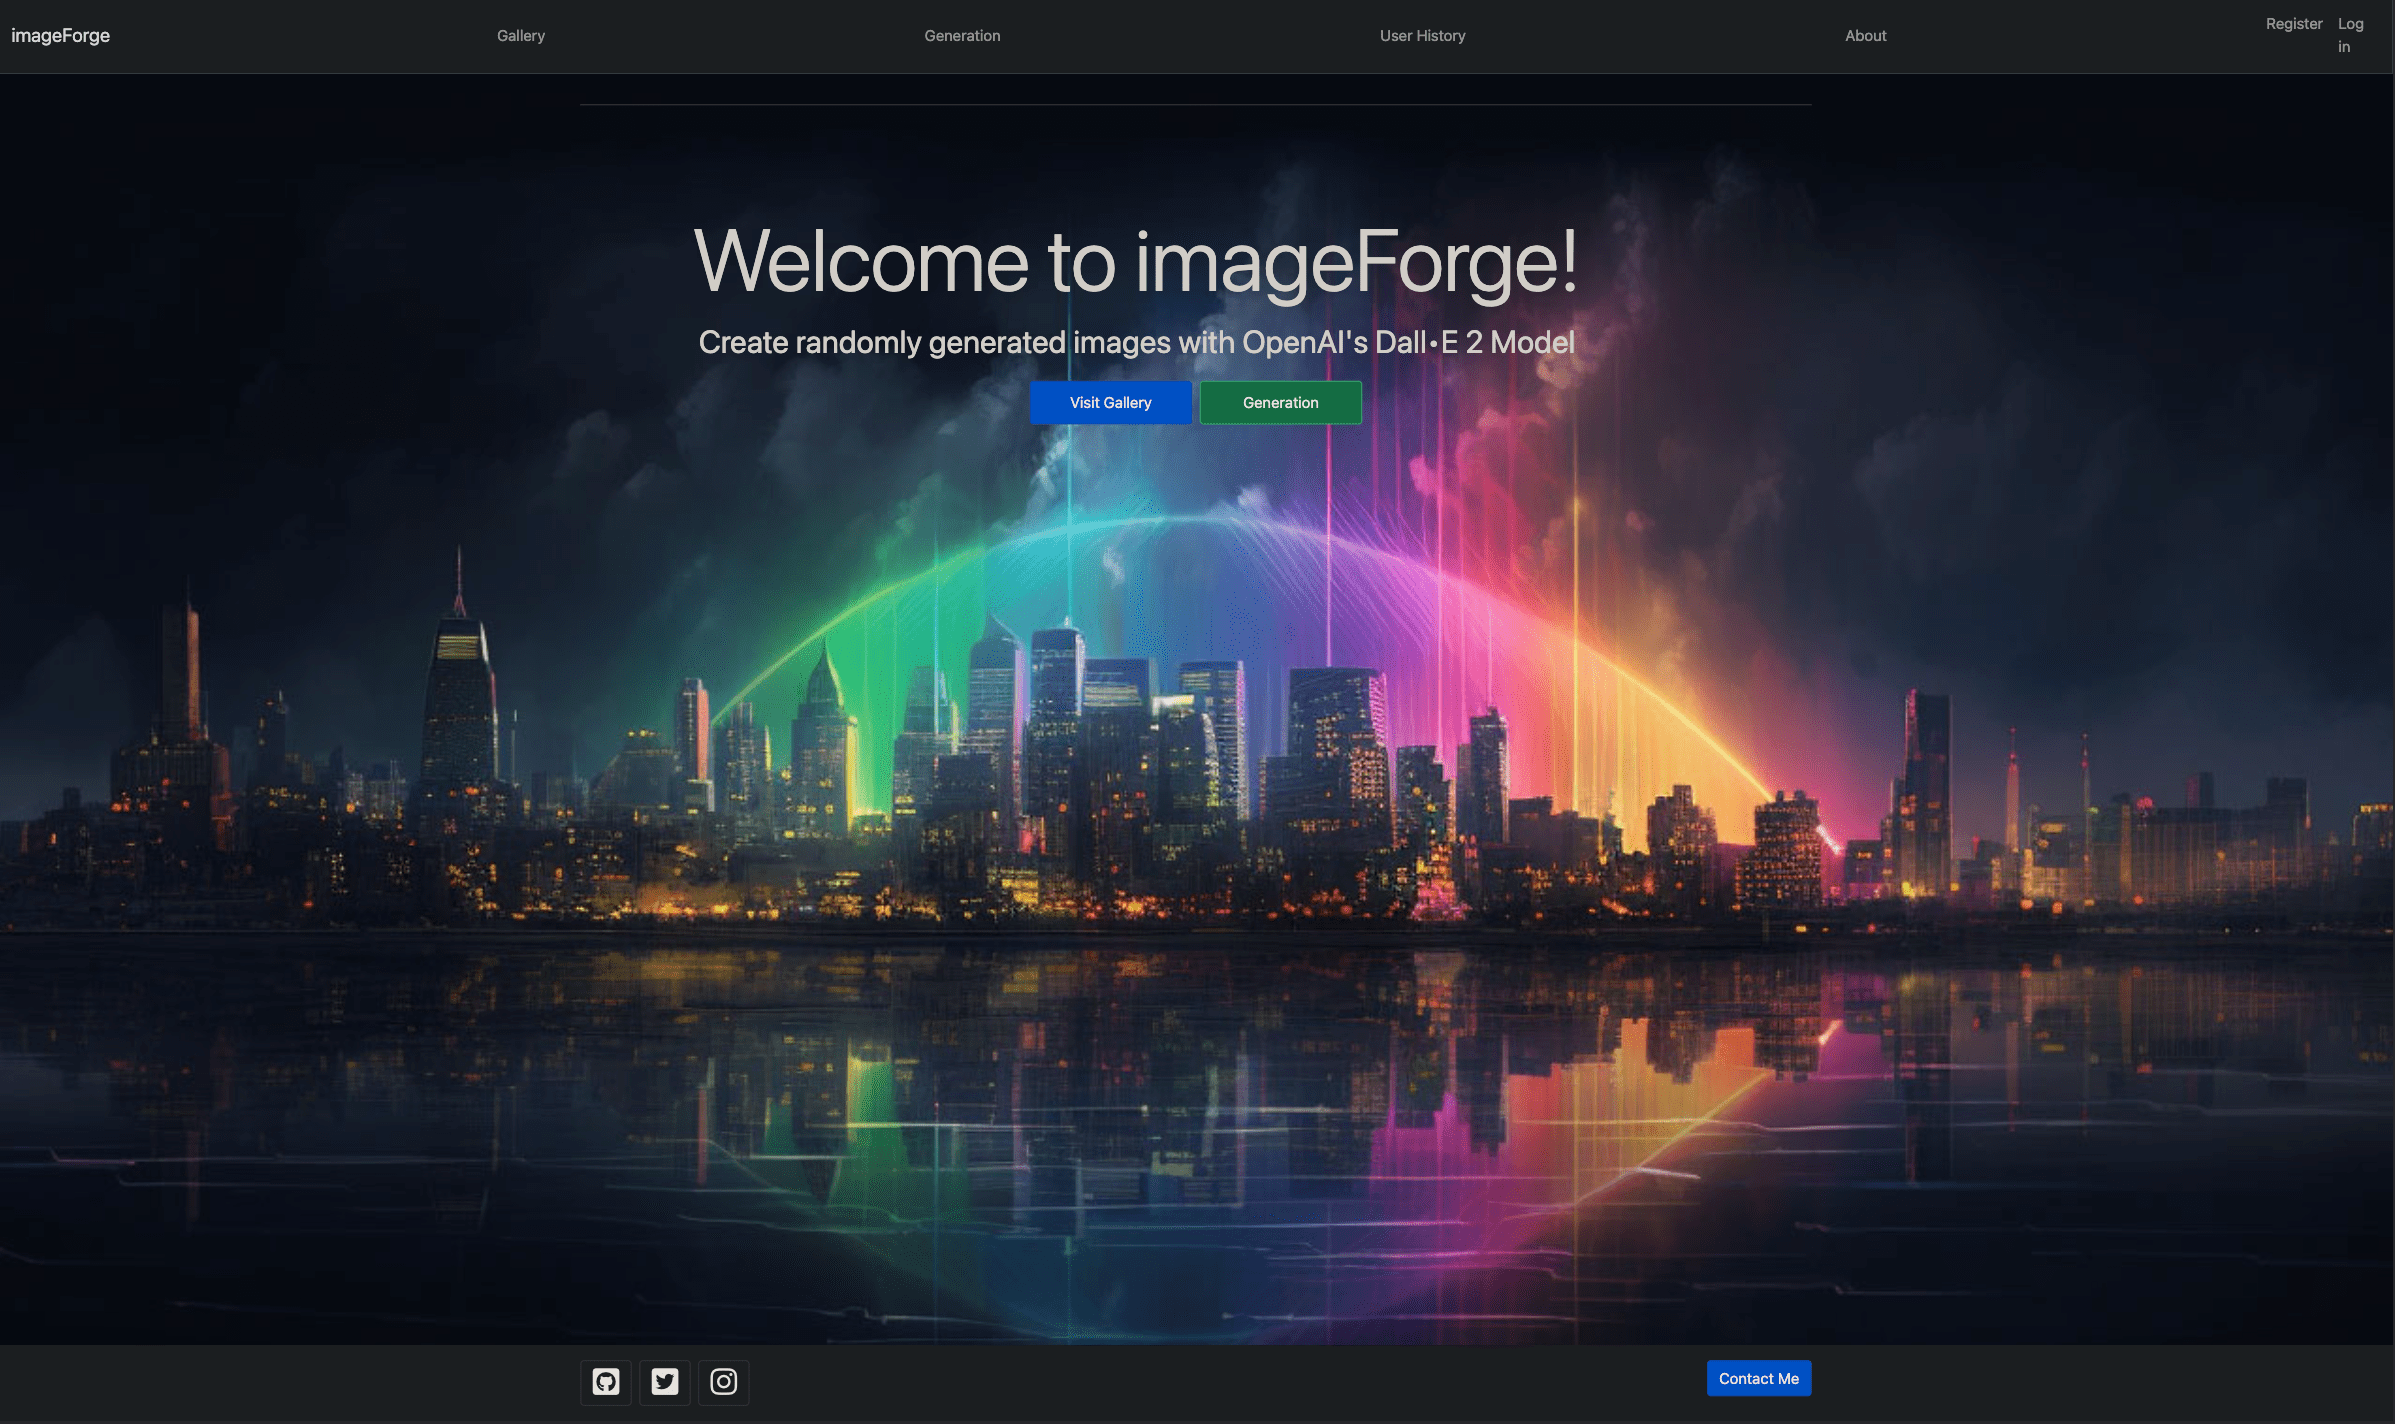 imageForge
Gallery
Generation
User History
About
Register
Log
in
Welcome to imageForge!
Create randomly generated images with OpenAI's Dall•E 2 Model
Visit Gallery
Generation
Contact Me